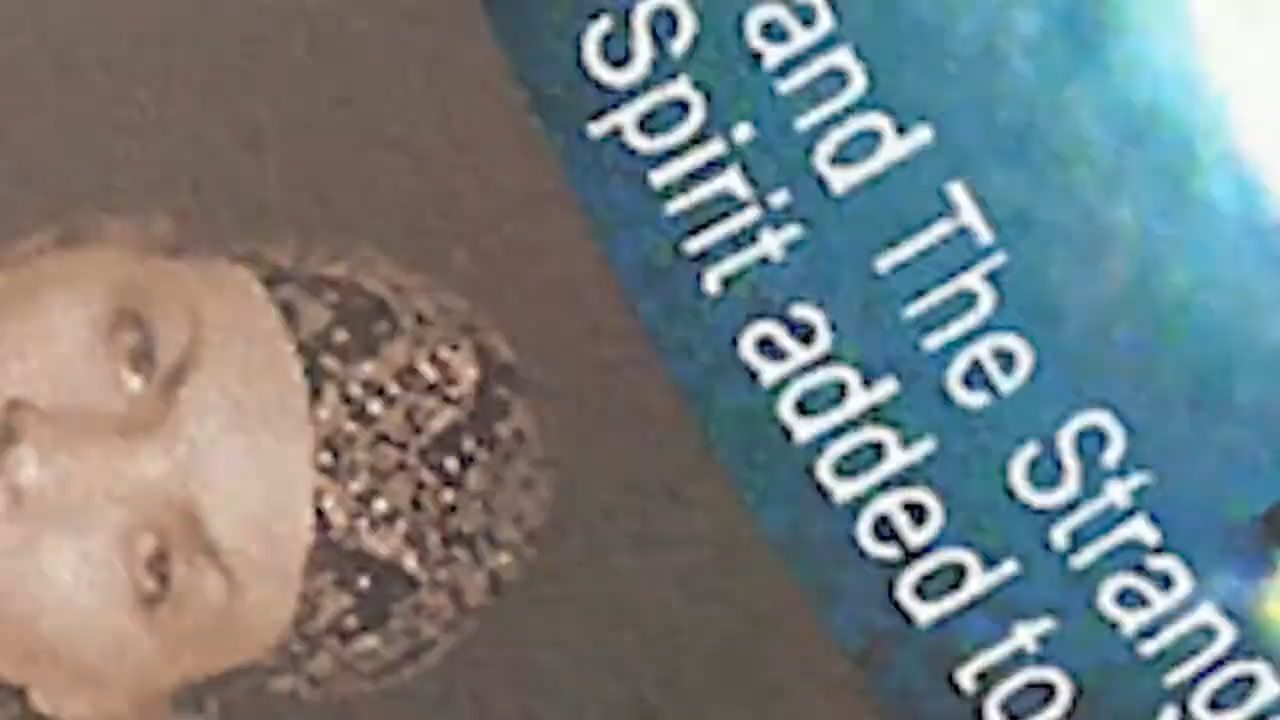 and The Strang
Spirit added to